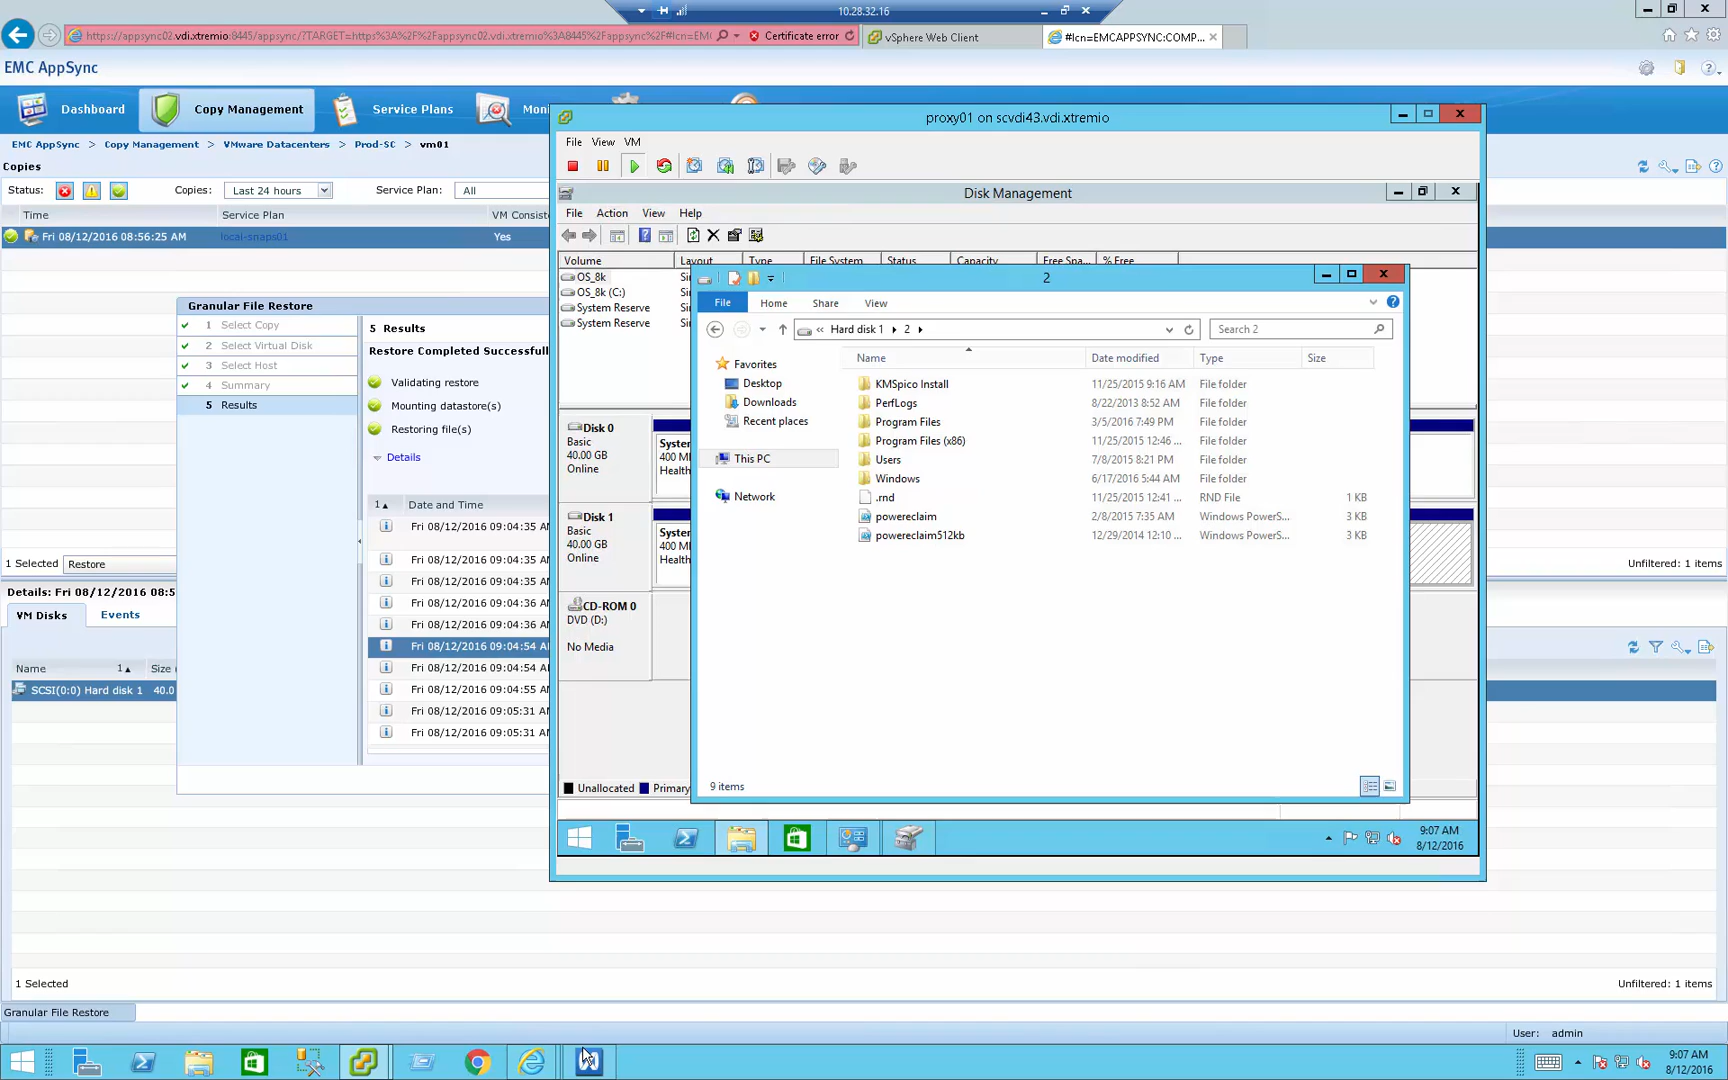 10.28.32.16
https://appsync02.vdi.xtremio:8445/appsync/?TARGET=https%3A%2F%2Fappsync02.vdi.xtremio%3A8445%2Fappsync%2F#lcn=EM( Certificate error vSphere Web Client #lcn=EMCAPPSYNC:COMP...
EMC AppSync
Dashboard Copy Management Service Plans Moni
EMC AppSync > Copy Management > VMware Datacenters > Prod-SC > vm01
Copies
Status: Copies: Last 24 hours Service Plan: All
Time Service Plan VM Consiste
Fri 08/12/2016 08:56:25 AM local-snaps01 Yes
Granular File Restore
1 Select Copy
2 Select Virtual Disk
3 Select Host
4 Summary
5 Results
5 Results
Restore Completed Successfull
Validating restore
Mounting datastore(s)
Restoring file(s)
Details
1 Date and Time
Fri 08/12/2016 09:04:35 AM
Fri 08/12/2016 09:04:35 AM
Fri 08/12/2016 09:04:35 AM
Fri 08/12/2016 09:04:36 AM
Fri 08/12/2016 09:04:36 AM
Fri 08/12/2016 09:04:54 AM
Fri 08/12/2016 09:04:54 AM
Fri 08/12/2016 09:04:55 AM
Fri 08/12/2016 09:05:31 AM
Fri 08/12/2016 09:05:31 AM
1 Selected Restore
Unfiltered: 1 items
Details: Fri 08/12/2016 08:5
VM Disks Events
Name 1 Size
SCSI(0:0) Hard disk 1 40.0
1 Selected
Unfiltered: 1 items
Granular File Restore
User: admin
proxy01 on scvdi43.vdi.xtremio
File View VM
Disk Management
File Action View Help
Volume Layout Type File System Status Capacity Free Spa... % Free
OS_8k Si
OS_8k (C:) Si
System Reserve Si
System Reserve Si
Disk 0
Basic
40.00 GB
Online
Syste
400 M
Healt
Disk 1
Basic
40.00 GB
Online
Syste
400 M
Healt
CD-ROM 0
DVD (D:)
No Media
Unallocated Primary
2
File Home Share View
« Hard disk 1 2 Search 2
Favorites
Desktop
Downloads
Recent places
This PC
Network
Name Date modified Type Size
KMSpico Install 11/25/2015 9:16 AM File folder
PerfLogs 8/22/2013 8:52 AM File folder
Program Files 3/5/2016 7:49 PM File folder
Program Files (x86) 11/25/2015 12:46 ... File folder
Users 7/8/2015 8:21 PM File folder
Windows 6/17/2016 5:44 AM File folder
.rnd 11/25/2015 12:41 ... RND File 1 KB
powereclaim 2/8/2015 7:35 AM Windows PowerS... 3 KB
powereclaim512kb 12/29/2014 12:10 ... Windows PowerS... 3 KB
9 items
9:07 AM
8/12/2016
9:07 AM
8/12/2016